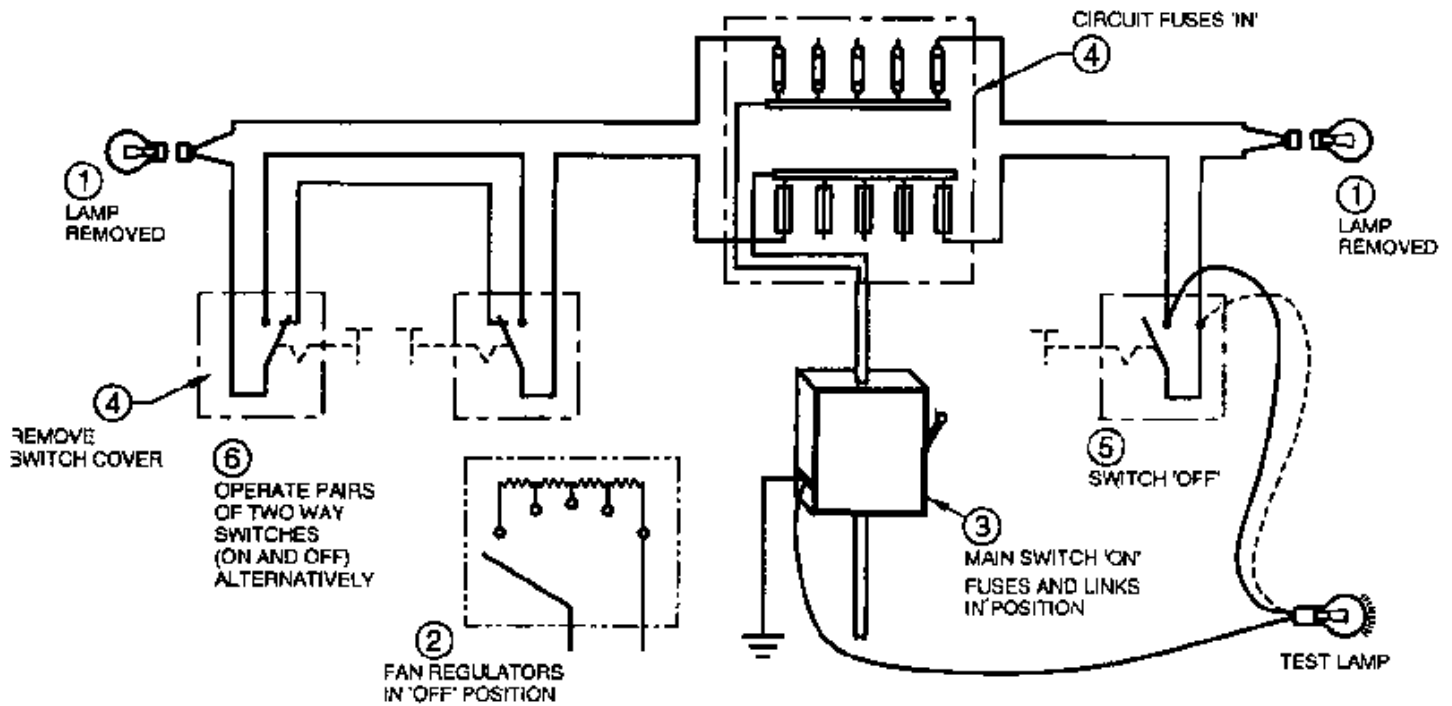 CIRCUIT FUSES 'IN'
4
1
LAMP
REMOVED
1
LAMP
REMOVED
4
REMOVE
SWITCH COVER
6
OPERATE PAIRS
OF TWO WAY
SWITCHES
(ON AND OFF)
ALTERNATIVELY
5
SWITCH 'OFF'
3
MAIN SWITCH 'ON'
FUSES AND LINKS
IN POSITION
2
FAN REGULATORS
IN 'OFF' POSITION
TEST LAMP